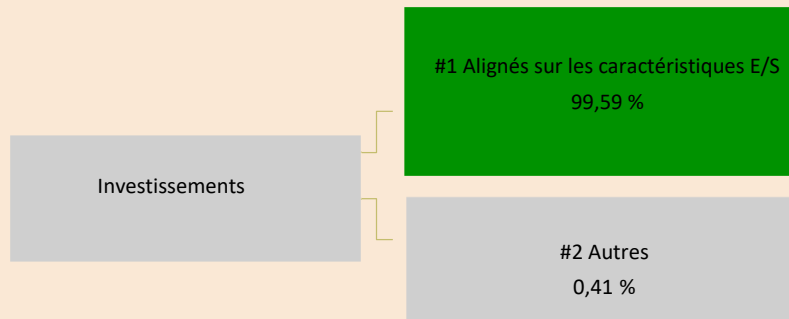 #1 Alignés sur les caractéristiques E/S
99,59 %
Investissements
#2 Autres
0,41 %